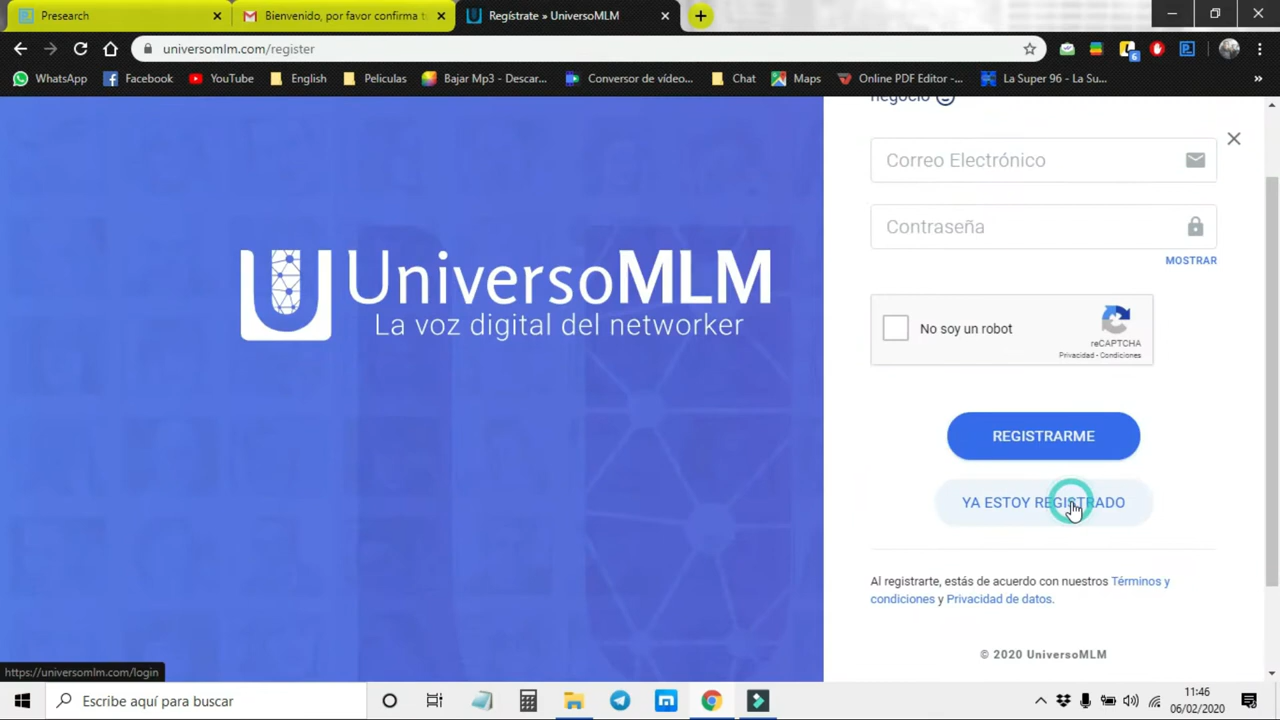 Presearch
Bienvenido, por favor confirma t
Regístrate » UniversoMLM
universomlm.com/register
WhatsApp
Facebook
YouTube
English
Peliculas
Bajar Mp3 - Descar...
Conversor de vídeo...
Chat
Maps
Online PDF Editor -...
La Super 96 - La Su...
»
negocio
Correo Electrónico
Contraseña
MOSTRAR
No soy un robot
reCAPTCHA
Privacidad - Condiciones
UniversoMLM
La voz digital del networker
REGISTRARME
YA ESTOY REGISTRADO
Al registrarte, estás de acuerdo con nuestros Términos y
condiciones y Privacidad de datos.
© 2020 UniversoMLM
https://universomlm.com/login
Escribe aquí para buscar
11:46
06/02/2020